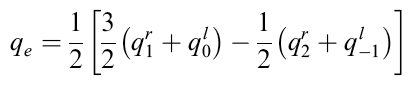 $q_e = \frac{1}{2}\left[\frac{3}{2}\left(q_1^r + q_0^l\right) - \frac{1}{2}\left(q_2^r + q_{-1}^l\right)\right]$